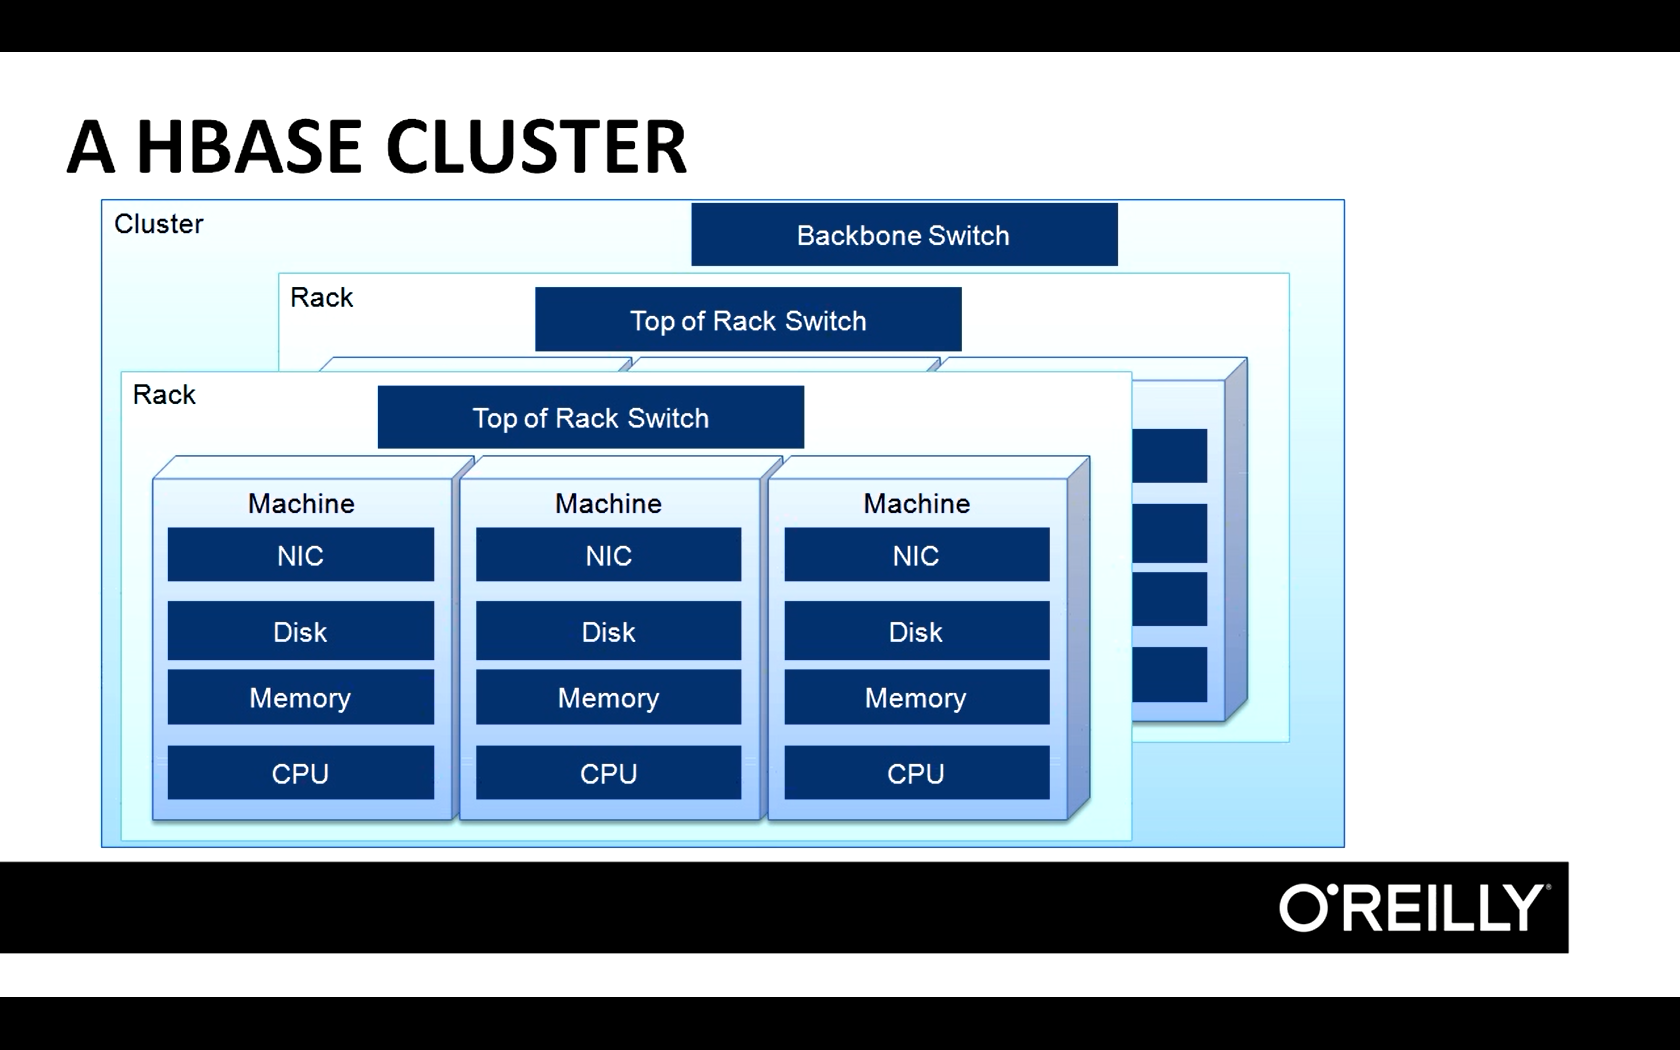 A HBASE CLUSTER
Cluster
Backbone Switch
Rack
Top of Rack Switch
Rack
Top of Rack Switch
Machine Machine Machine
NIC NIC NIC
Disk Disk Disk
Memory Memory Memory
CPU CPU CPU
O'REILLY®